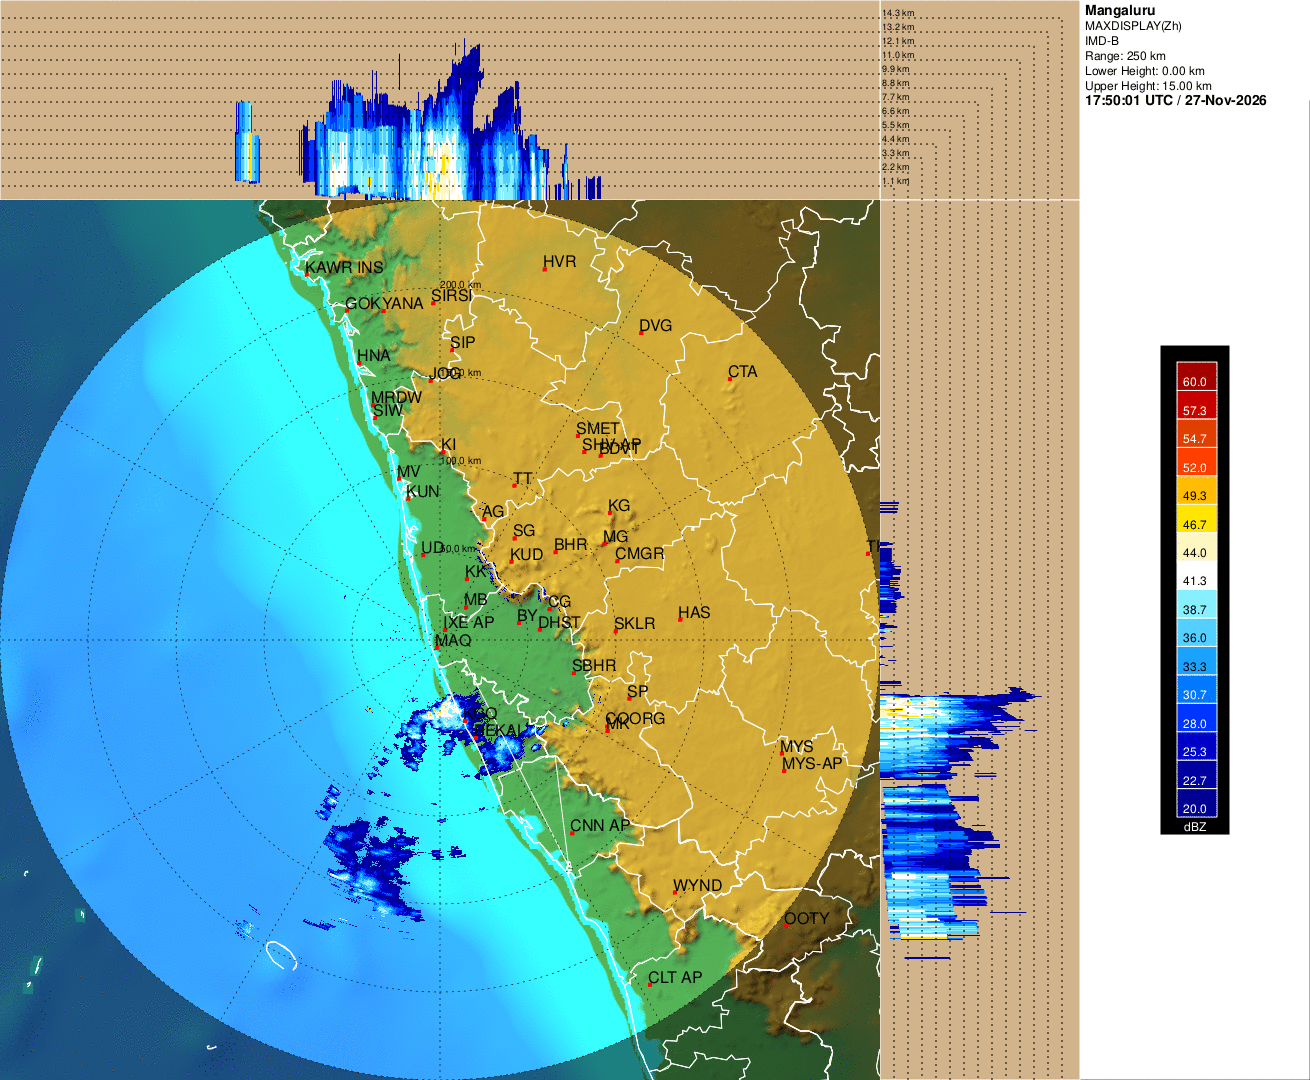 14.3 km
13.2 km
12.1 km
11.0 km
9.9 km
8.8 km
7.7 km
6.6 km
5.5 km
4.4 km
3.3 km
2.2 km
1.1 km
Mangaluru
MAXDISPLAY(Zh)
IMD-B
Range: 250 km
Lower Height: 0.00 km
Upper Height: 15.00 km
17:50:01 UTC / 27-Nov-2026
KAWR INS
HVR
200.0 km
SIRSI
GOKYANA
DVG
SIP
HNA
JOG
CTA
MRDW
SIW
SMET
SHV-AP
BDVT
KI
100.0 km
MV
TT
KUN
AG
KG
SG
MG
UD
50.0 km
KUD
BHR
CMGR
KK
MB
CG
BY
DHST
IXE AP
HAS
SKLR
MAQ
SBHR
SP
COORG
MK
MYS
MYS-AP
CNN AP
WYND
OOTY
CLT AP
60.0
57.3
54.7
52.0
49.3
46.7
44.0
41.3
38.7
36.0
33.3
30.7
28.0
25.3
22.7
20.0
dBZ